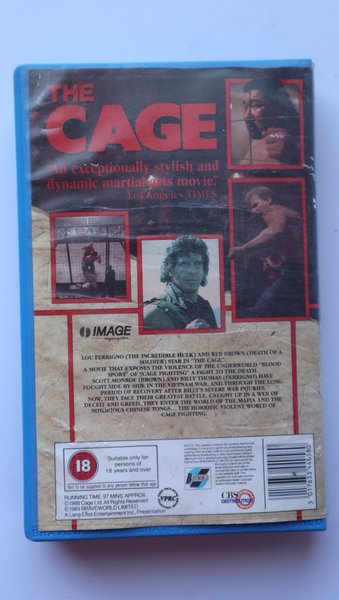 THE
CAGE
"An exceptionally stylish and
dynamic martial arts movie."
Los Angeles TIMES
IMAGE
LOU FERRIGNO (THE INCREDIBLE HULK) AND REB BROWN (DEATH OF A
SOLDIER) STAR IN "THE CAGE".
A MOVIE THAT EXPOSES THE VIOLENCE OF THE UNDERWORLD "BLOOD
SPORT" OF "CAGE FIGHTING" A FIGHT TO THE DEATH.
SCOTT MONROE (BROWN) AND BILLY THOMAS (FERRIGNO) HAVE
FOUGHT SIDE BY SIDE IN THE VIETNAM WAR, AND THROUGH THE LONG
PERIOD OF RECOVERY AFTER BILLY'S SEVERE WAR INJURIES.
NOW, THEY FACE THEIR GREATEST BATTLE. CAUGHT UP IN A WEB OF
DECEIT AND GREED, THEY ENTER THE WORLD OF THE MAFIA AND THE
NOTORIOUS CHINESE TONGS... THE HORRIFIC VIOLENT WORLD OF
CAGE FIGHTING.
18
Suitable only for
persons of
18 years and over
Not to be supplied to any person below that age.
RUNNING TIME: 97 MINS. APPROX
©1988 Cage Ltd. All Rights Reserved
©1989 BRAVEWORLD LIMITED
A Lang Elliott Entertainment Inc., Presentation
VPRC
CBS
DISTRIBUTION